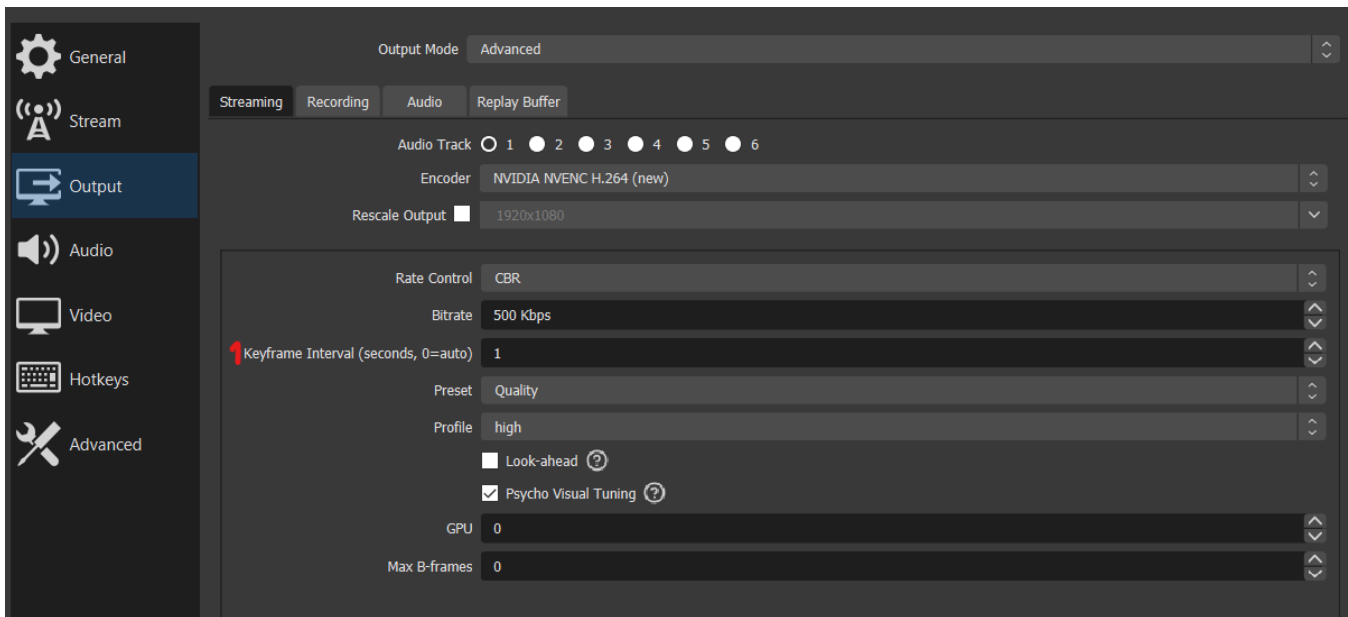 General
Stream
Output
Audio
Video
Hotkeys
Advanced
Output Mode Advanced
Streaming Recording Audio Replay Buffer
Audio Track 1 2 3 4 5 6
Encoder NVIDIA NVENC H.264 (new)
Rescale Output 1920x1080
Rate Control CBR
Bitrate 500 Kbps
1 Keyframe Interval (seconds, 0=auto) 1
Preset Quality
Profile high
Look-ahead ?
Psycho Visual Tuning ?
GPU 0
Max B-frames 0